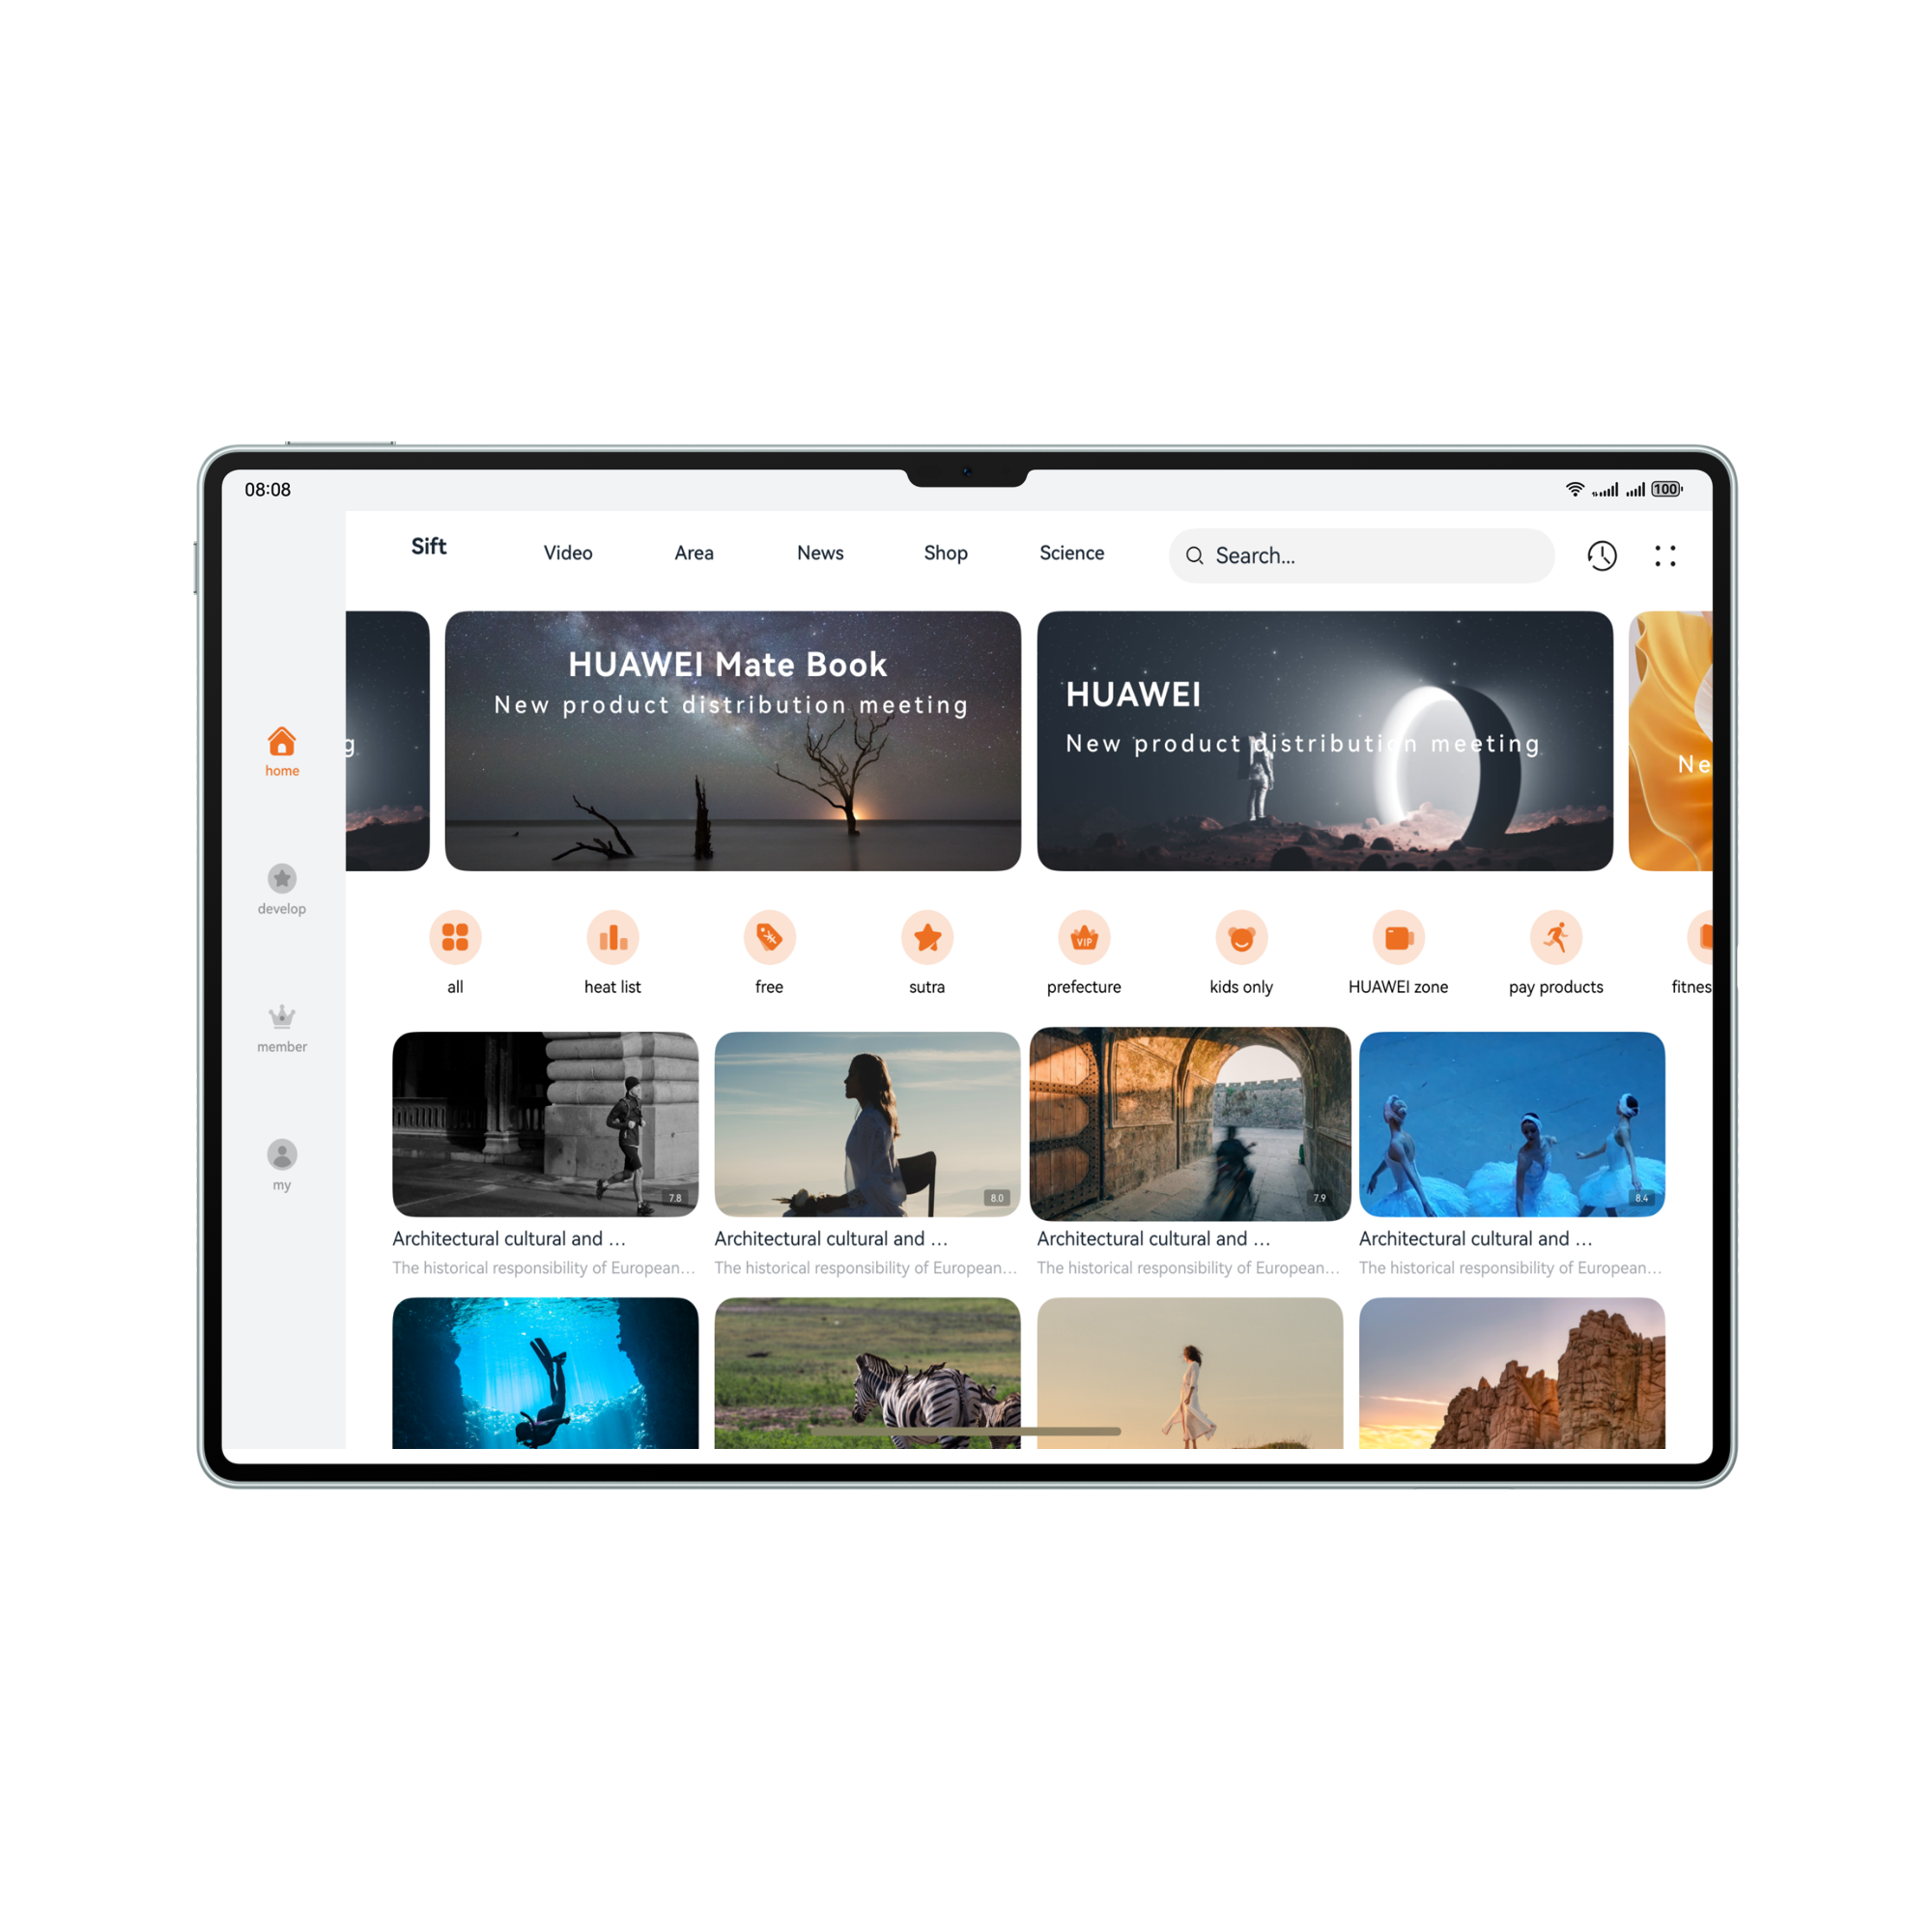 08:08
100
Sift
Video
Area
News
Shop
Science
Search...
g
HUAWEI Mate Book
New product distribution meeting
HUAWEI
New product distribution meeting
Ne
home
develop
member
my
all
heat list
free
sutra
VIP
prefecture
kids only
HUAWEI zone
pay products
fitnes
7.8
8.0
7.9
8.4
Architectural cultural and ...
Architectural cultural and ...
Architectural cultural and ...
Architectural cultural and ...
The historical responsibility of European...
The historical responsibility of European...
The historical responsibility of European...
The historical responsibility of European...